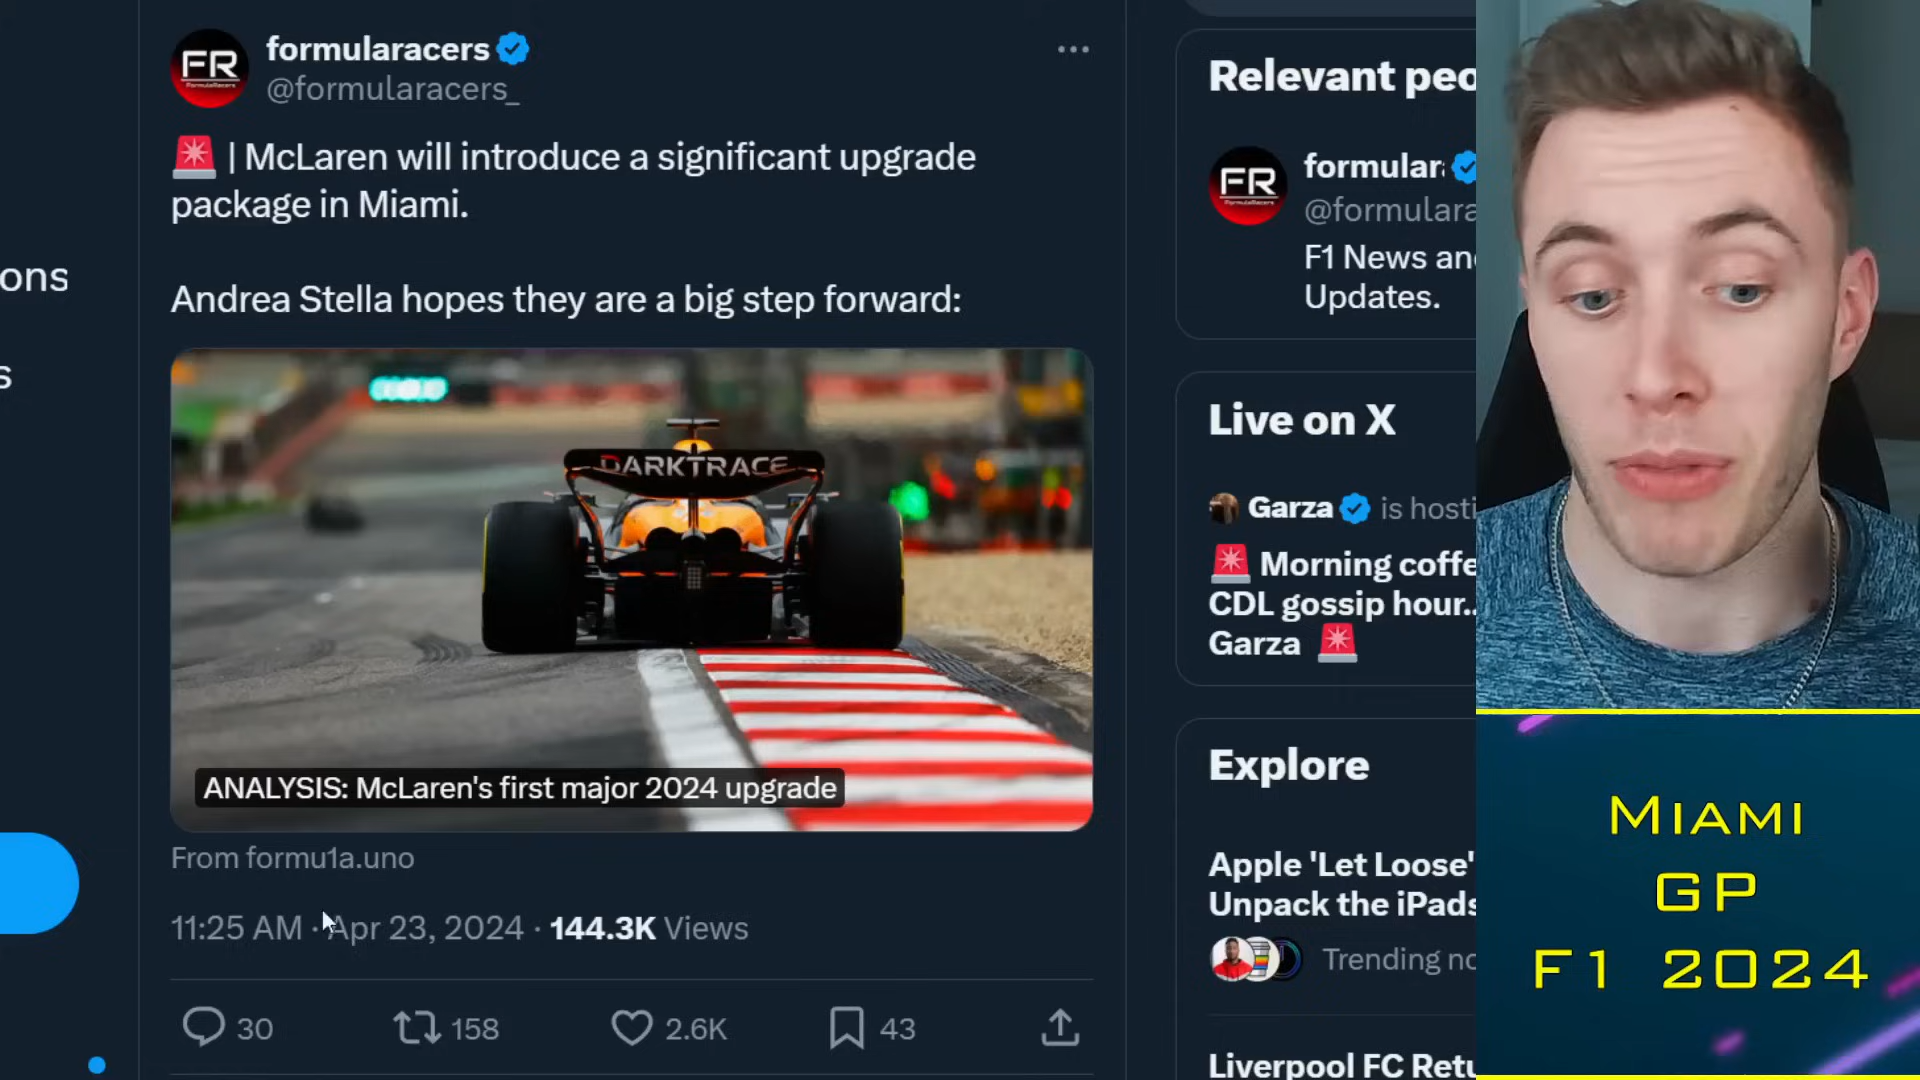 formularacers
@formularacers_
| McLaren will introduce a significant upgrade
package in Miami.
Andrea Stella hopes they are a big step forward:
DARKTRACE
ANALYSIS: McLaren's first major 2024 upgrade
From formu1a.uno
11:25 AM · Apr 23, 2024 · 144.3K Views
30 158 2.6K 43
ons
s
FR
FormulaRacers
Relevant peo
FR
FormulaRacers
formular
@formulara
F1 News an
Updates.
Live on X
Garza is hosti
Morning coffe
CDL gossip hour..
Garza
Explore
Apple 'Let Loose'
Unpack the iPads
Trending no
Liverpool FC Retu
MIAMI
GP
F1 2024